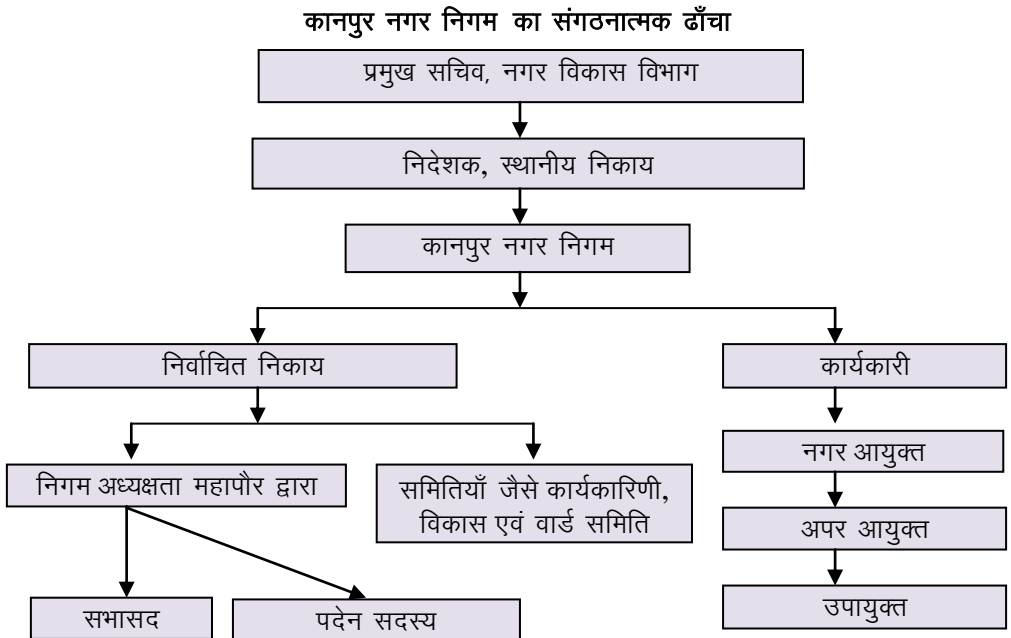 कानपुर नगर निगम का संगठनात्मक ढाँचा
प्रमुख सचिव, नगर विकास विभाग
निदेशक, स्थानीय निकाय
कानपुर नगर निगम
निर्वाचित निकाय
कार्यकारी
निगम अध्यक्षता महापौर द्वारा
समितियाँ जैसे कार्यकारिणी,
विकास एवं वार्ड समिति
नगर आयुक्त
अपर आयुक्त
सभासद
पदेन सदस्य
उपायुक्त